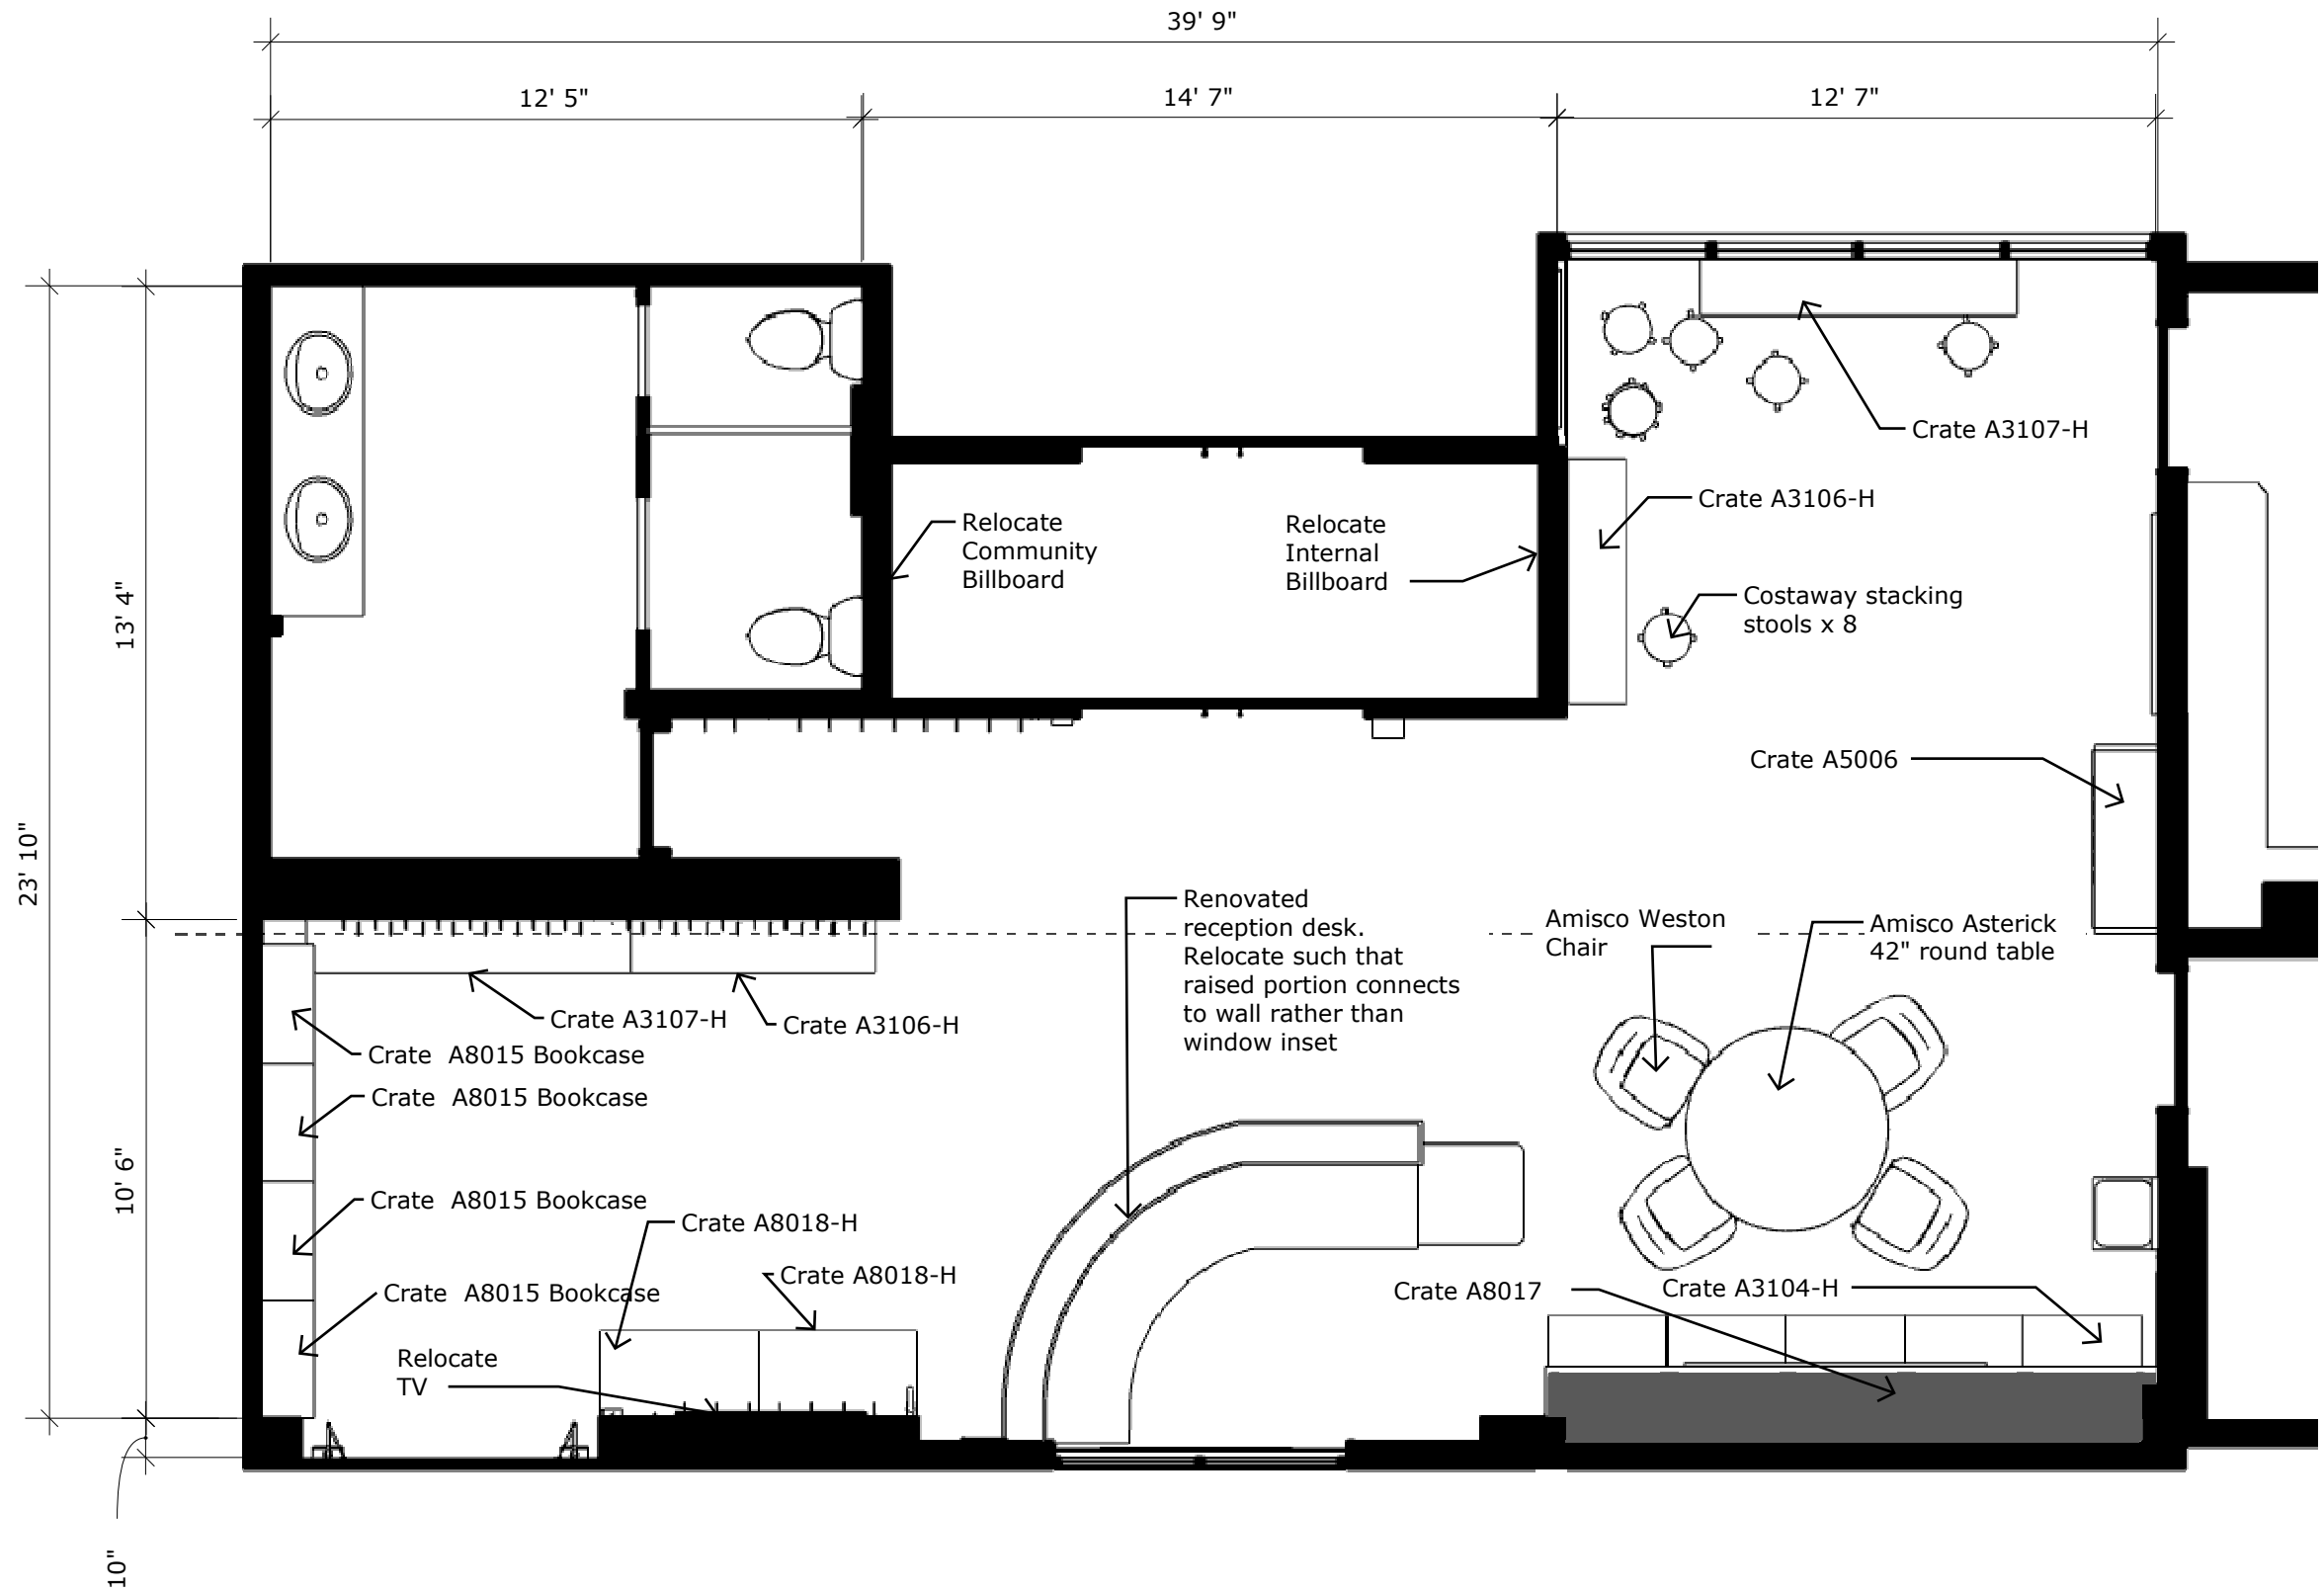 39' 9"
12' 5"
14' 7"
12' 7"
23' 10"
13' 4"
10' 6"
10"
Crate A3107-H
Crate A3106-H
Relocate
Community
Billboard
Relocate
Internal
Billboard
Costaway stacking
stools x 8
Crate A5006
Renovated
reception desk.
Relocate such that
raised portion connects
to wall rather than
window inset
Amisco Weston
Chair
Amisco Asterick
42" round table
Crate A3107-H
Crate A3106-H
Crate A8015 Bookcase
Crate A8015 Bookcase
Crate A8015 Bookcase
Crate A8015 Bookcase
Crate A8018-H
Crate A8018-H
Relocate
TV
Crate A8017
Crate A3104-H